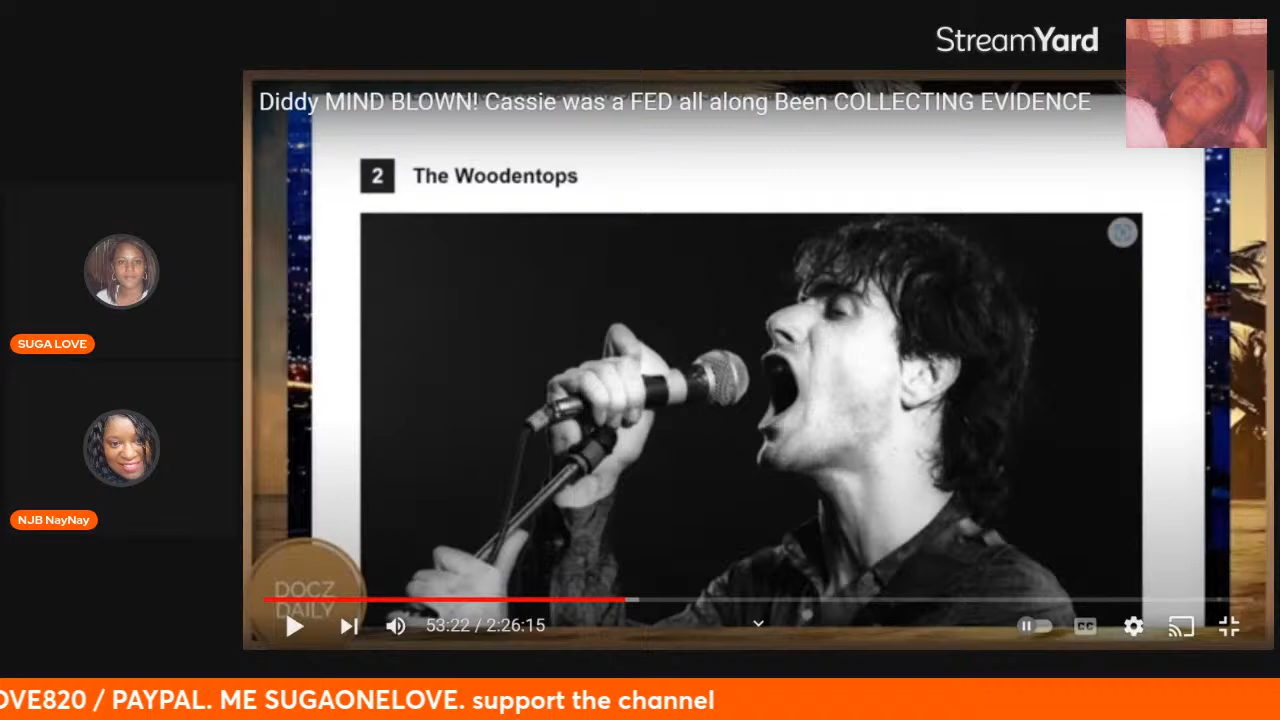 StreamYard
Diddy MIND BLOWN! Cassie was a FED all along Been COLLECTING EVIDENCE
2 The Woodentops
SUGA LOVE
NJB NayNay
DOCZ
DAILY
53:22 / 2:26:15
CC
OVE820 / PAYPAL. ME SUGAONELOVE. support the channel